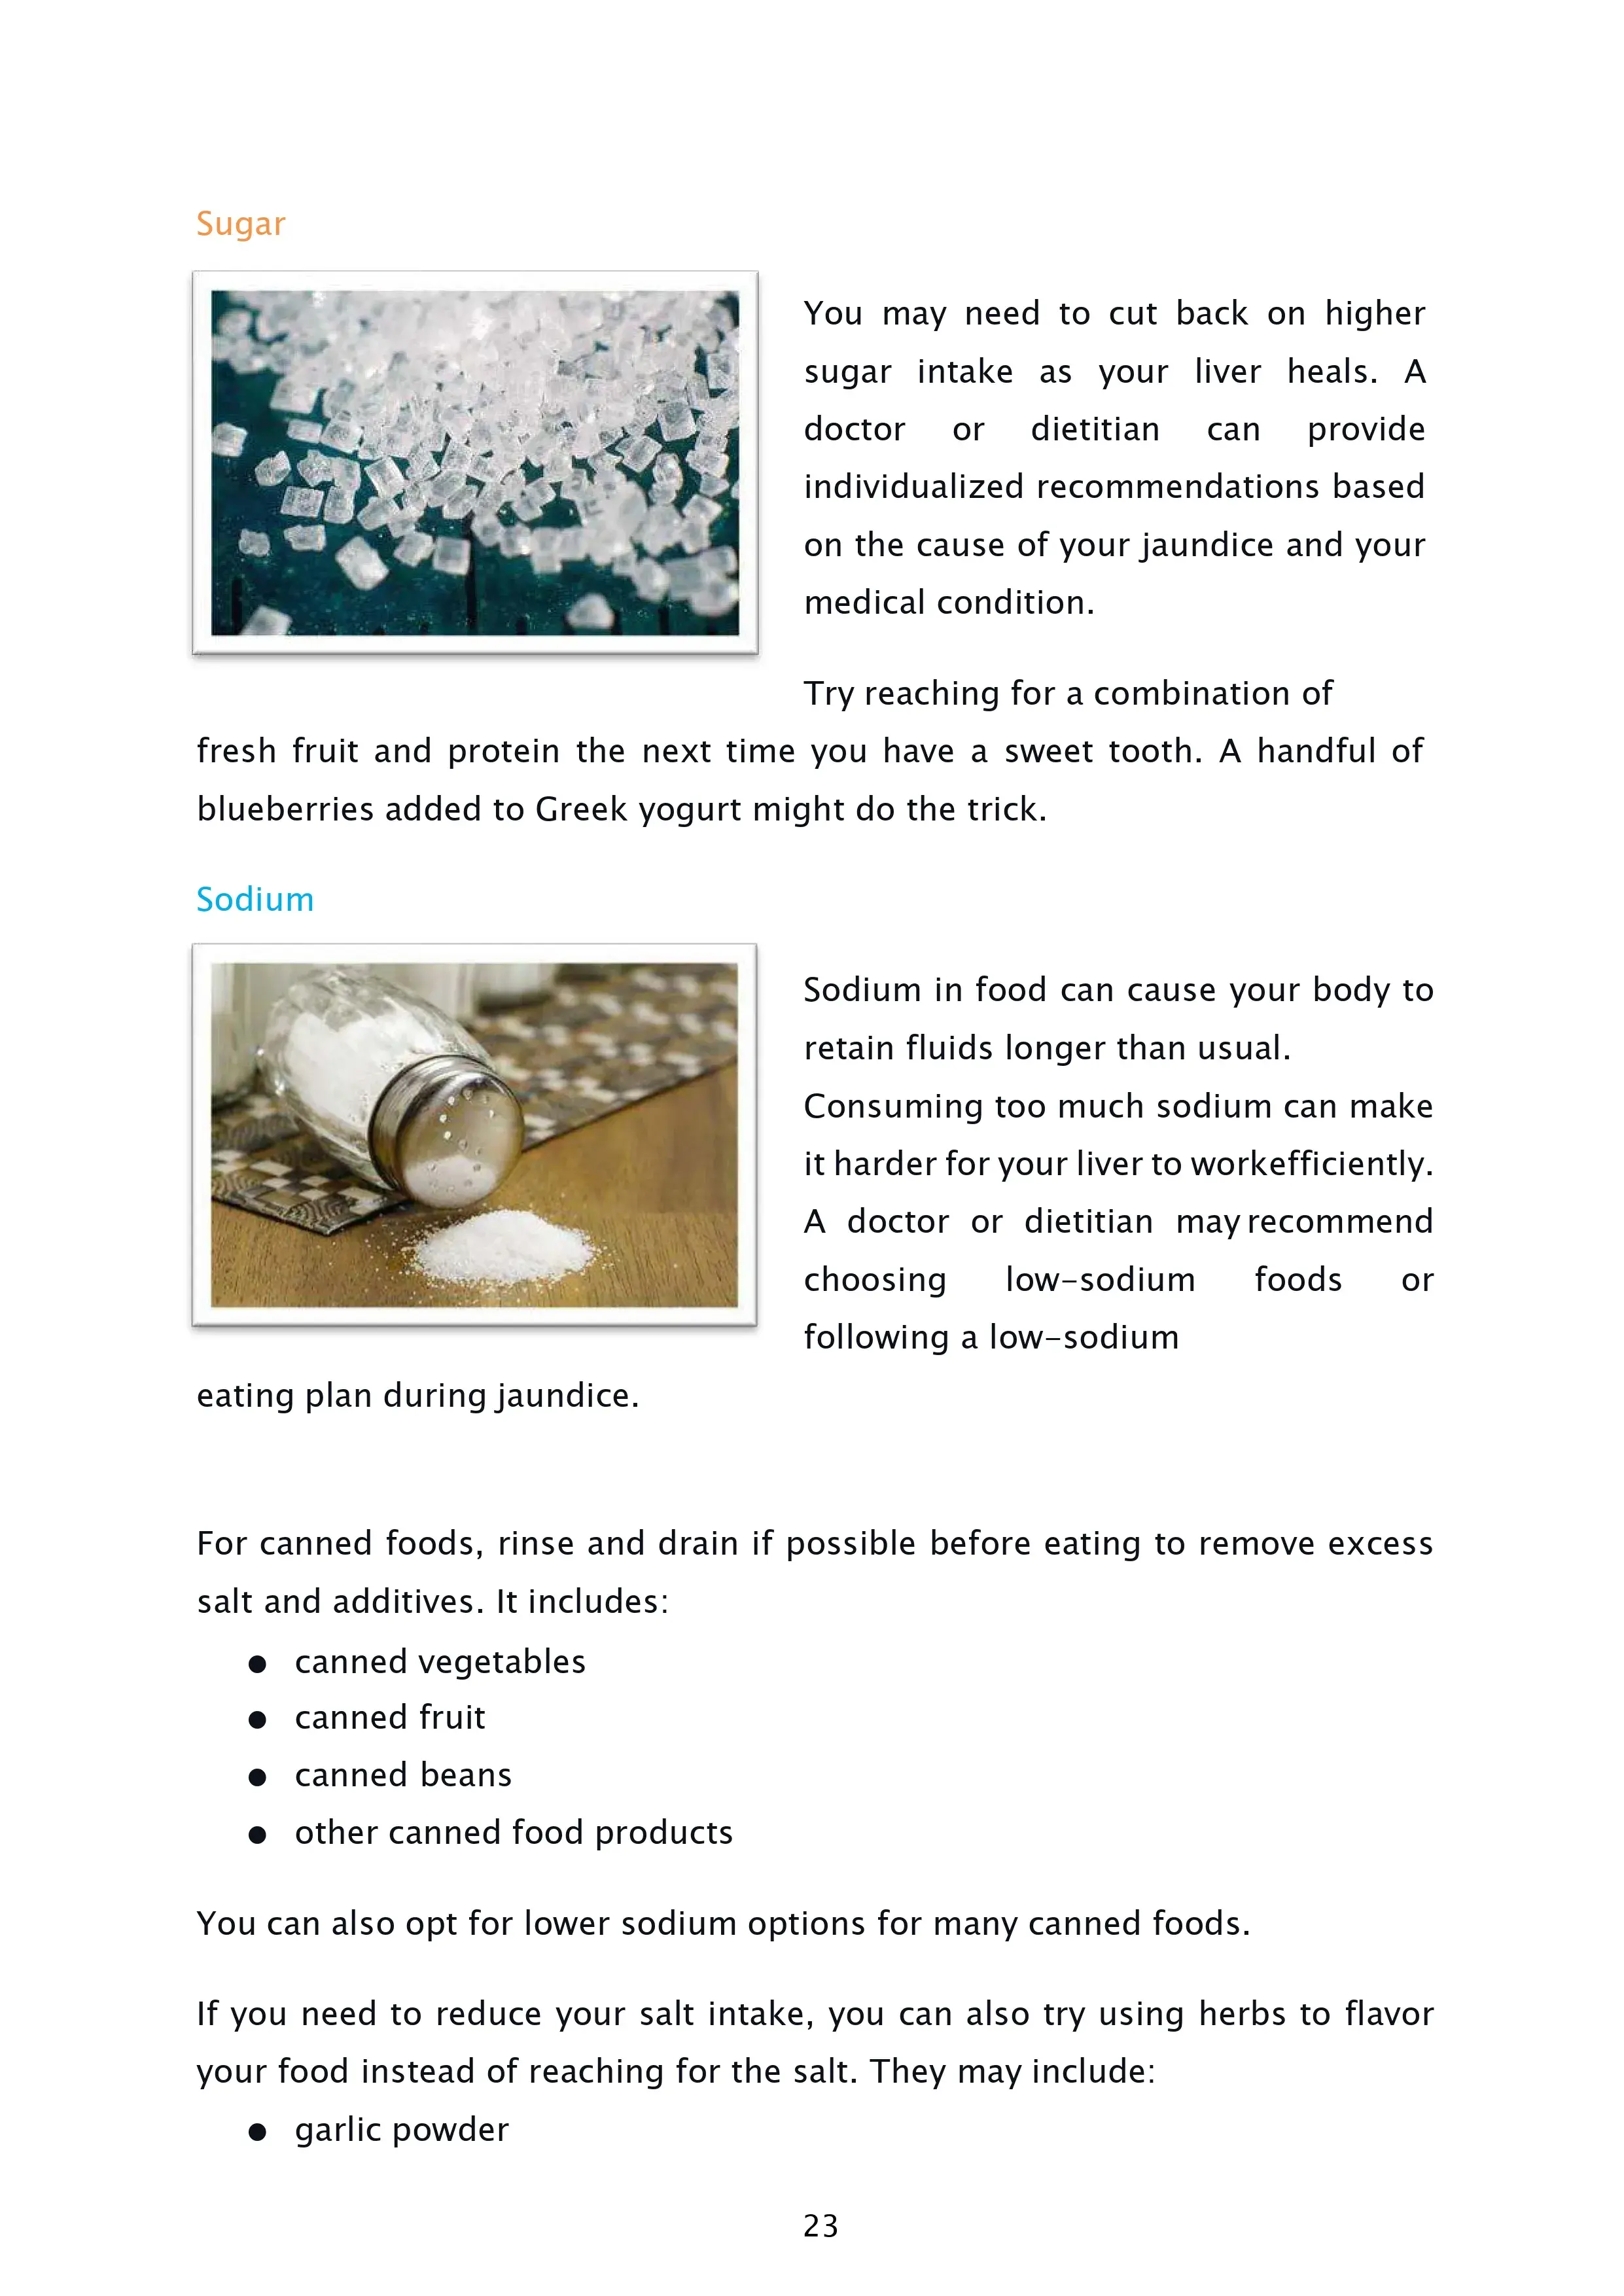 Sugar
You may need to cut back on higher
sugar intake as your liver heals. A
doctor or dietitian can provide
individualized recommendations based
on the cause of your jaundice and your
medical condition.
Try reaching for a combination of
fresh fruit and protein the next time you have a sweet tooth. A handful of
blueberries added to Greek yogurt might do the trick.
Sodium
Sodium in food can cause your body to
retain fluids longer than usual.
Consuming too much sodium can make
it harder for your liver to workefficiently.
A doctor or dietitian may recommend
choosing low-sodium foods or
following a low-sodium
eating plan during jaundice.
For canned foods, rinse and drain if possible before eating to remove excess
salt and additives. It includes:
● canned vegetables
● canned fruit
● canned beans
● other canned food products
You can also opt for lower sodium options for many canned foods.
If you need to reduce your salt intake, you can also try using herbs to flavor
your food instead of reaching for the salt. They may include:
● garlic powder
23